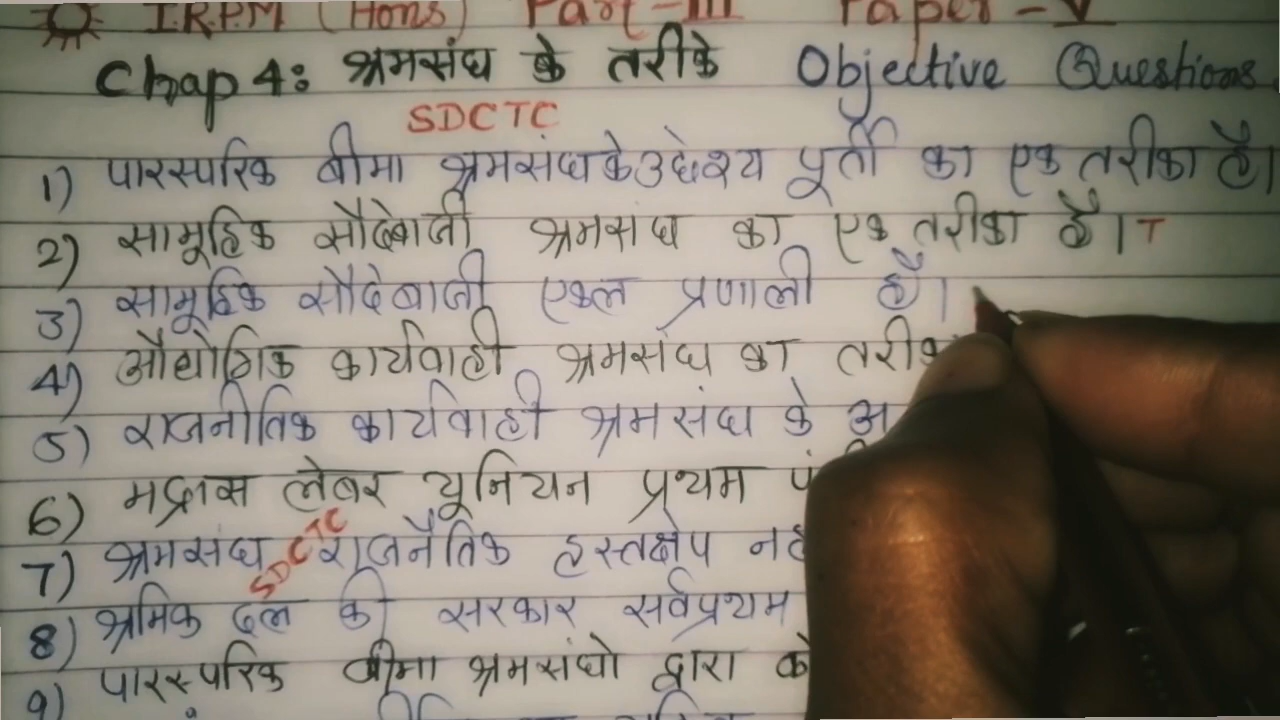 I.R.P.M (Hons) Part-III Paper-V
Chap 4: श्रमसंघ के तरीके Objective Questions
SDCTC
1) पारस्परिक बीमा श्रमसंघ के उद्देश्य पूर्ती का एक तरीका है।
2) सामूहिक सौदेबाजी श्रमसंघ का एक तरीका है। T
3) सामूहिक सौदेबाजी एकल प्रणाली है।
4) औद्योगिक कार्यवाही श्रमसंघ का
5) राजनीतिक कार्यवाही श्रमसंघ के
6) मद्रास लेबर यूनियन प्रथम
7) श्रमसंघ राजनैतिक हस्तक्षेप
SDCTC
8) श्रमिक दल की सरकार सर्वप्रथम
9) पारस्परिक बीमा श्रमसंघो द्वारा